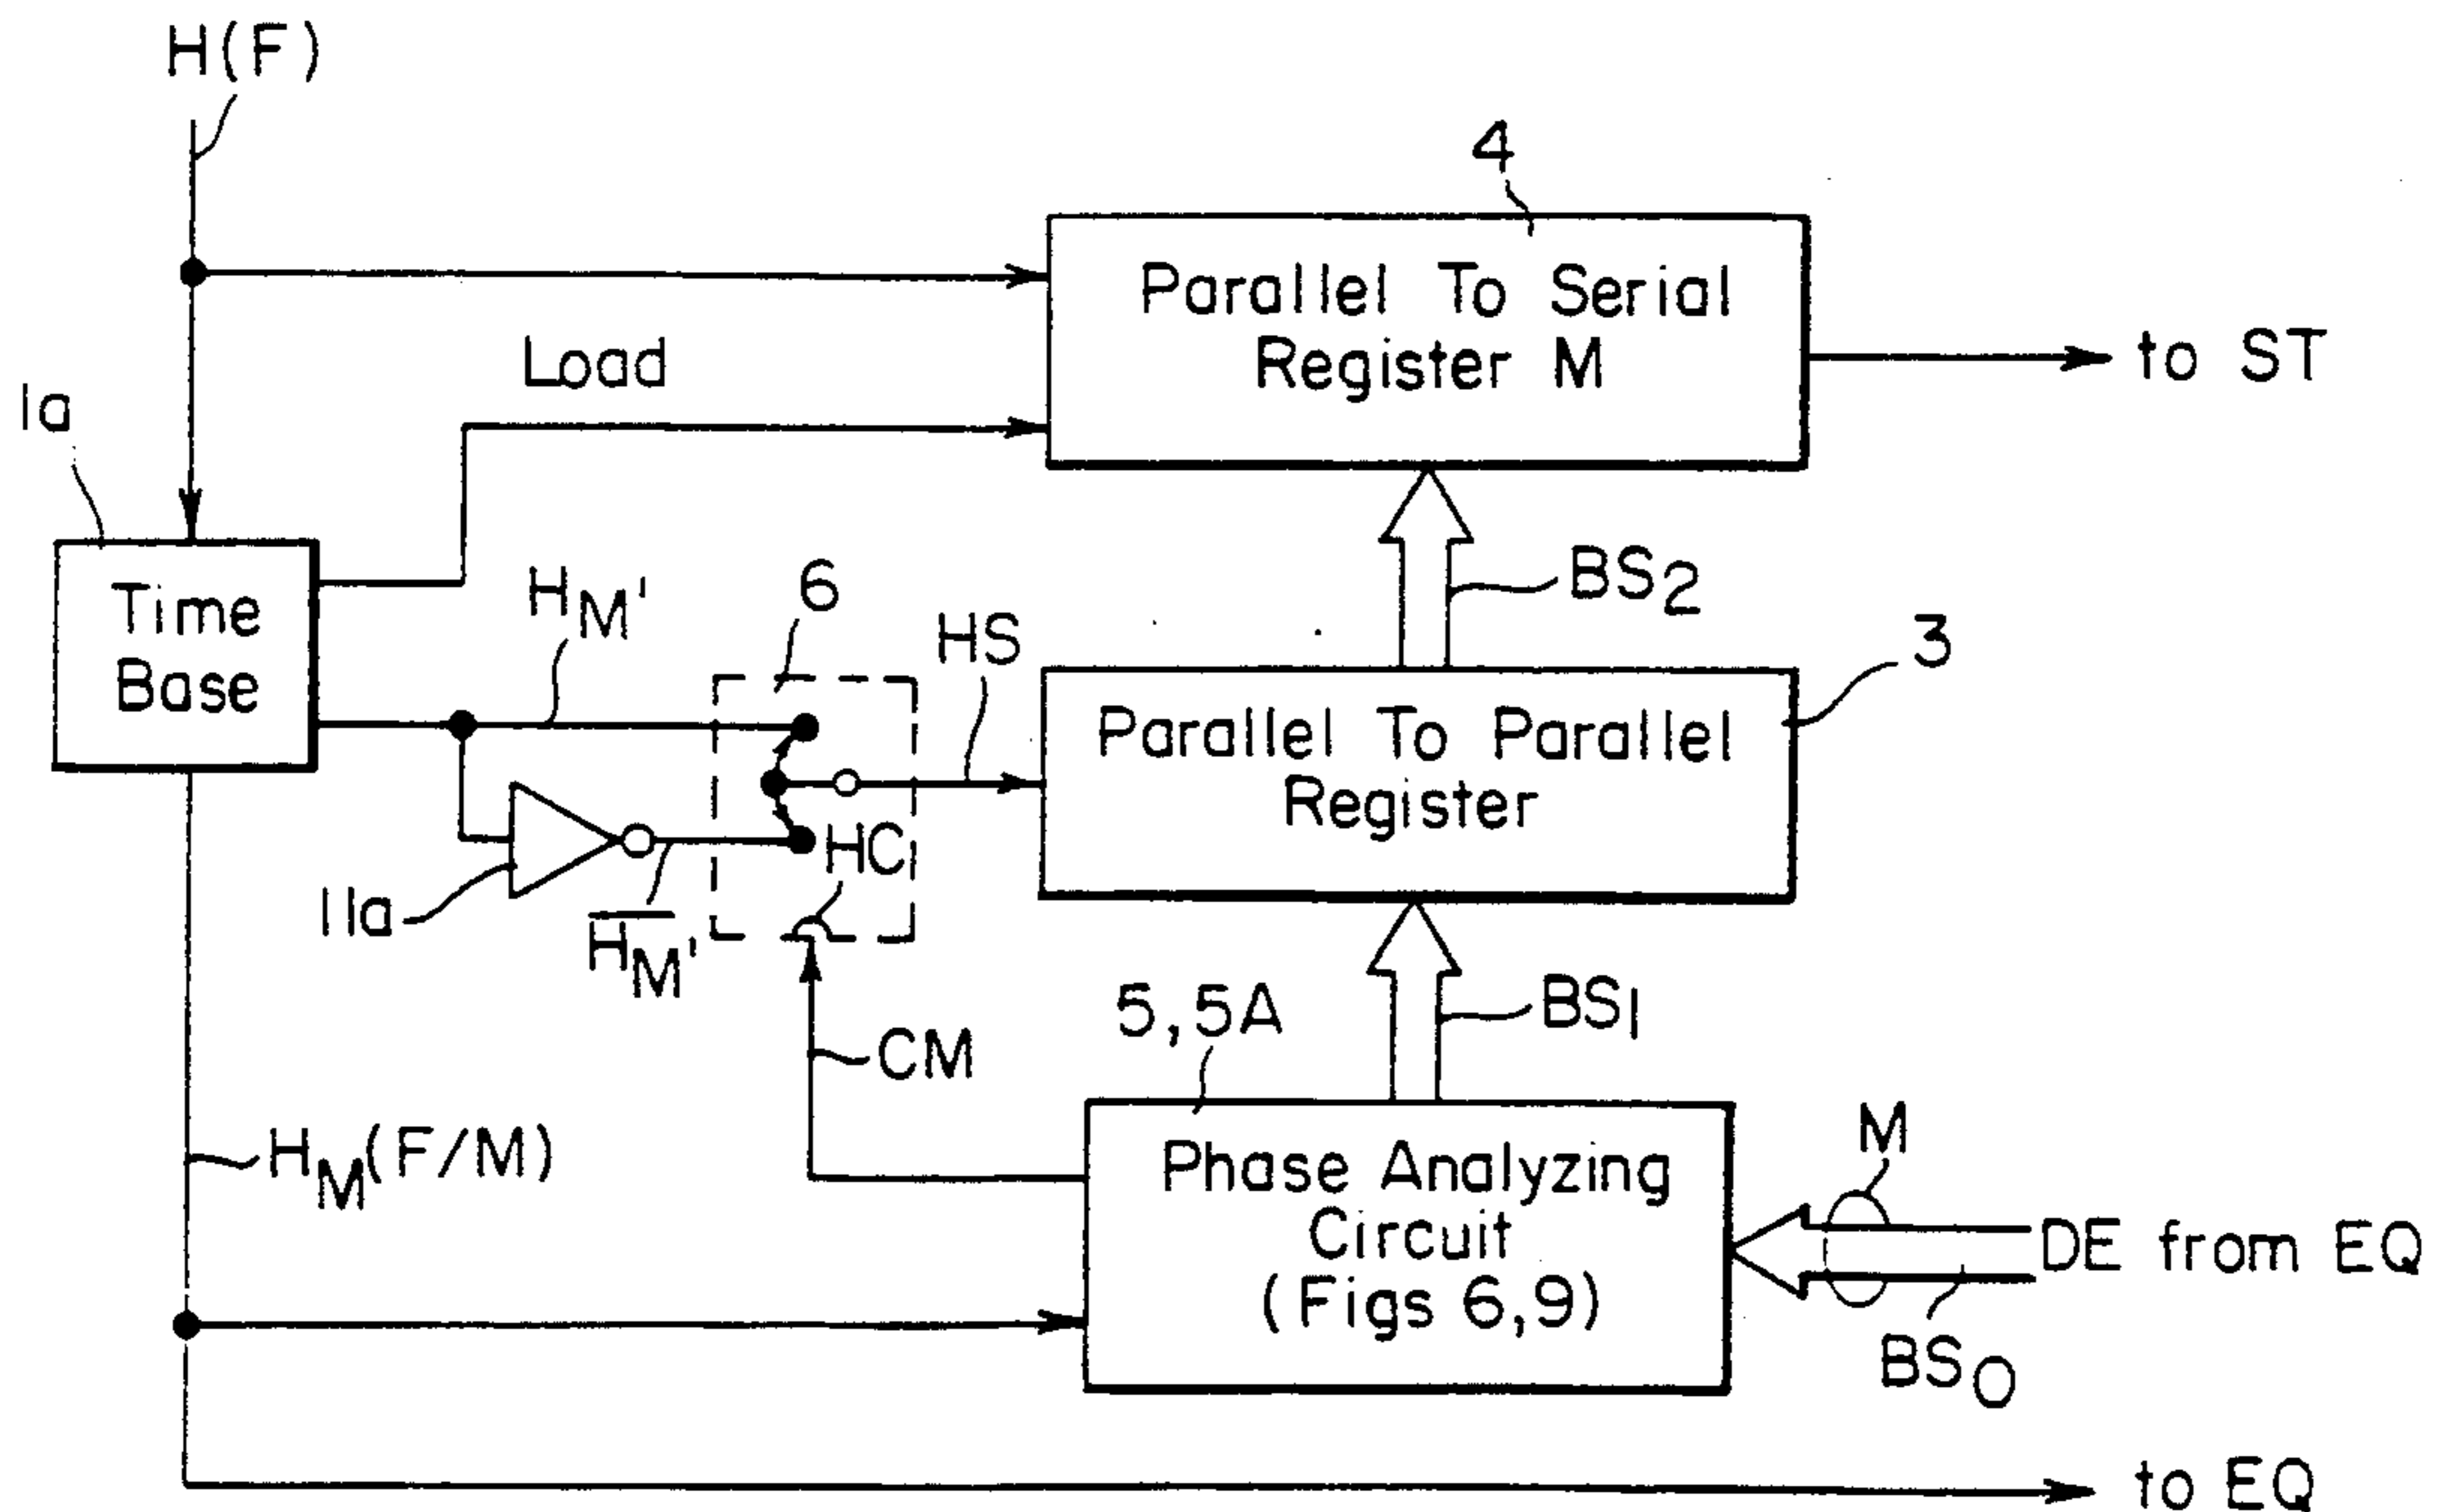 H(F)
4
Parallel To Serial
Register M
to ST
Load
1a
Time
Base
HM'
6
HS
BS2
3
Parallel To Parallel
Register
HC
11a
H̅M̅'
CM
5,5A
BS1
HM(F/M)
Phase Analyzing
Circuit
(Figs 6,9)
M
DE from EQ
BS0
to EQ